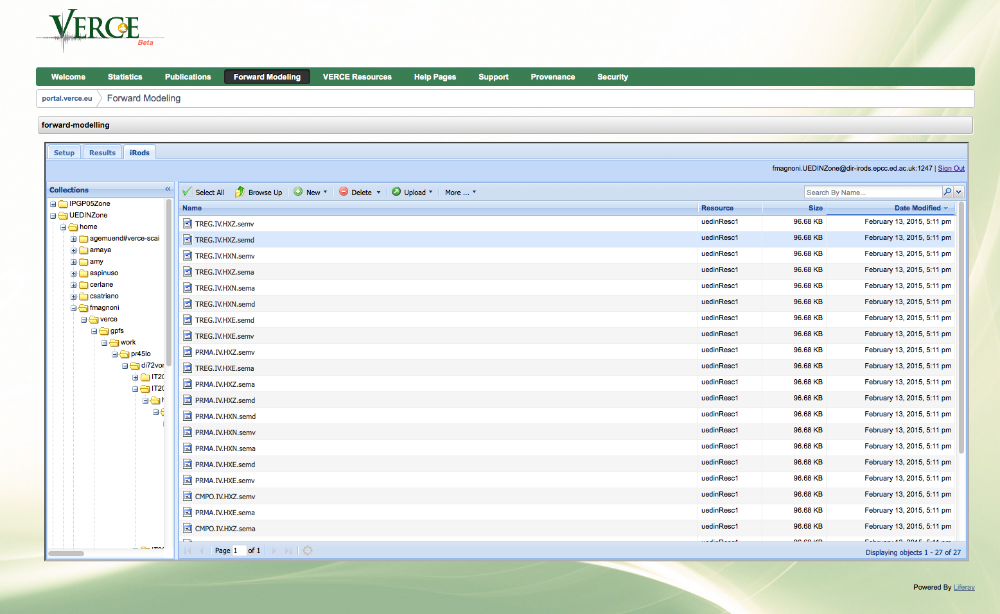 VERCE
Beta
Welcome Statistics Publications Forward Modeling VERCE Resources Help Pages Support Provenance Security
portal.verce.eu Forward Modeling
forward-modelling
Setup Results iRods
fmagnoni.UEDINZone@dir-irods.epcc.ed.ac.uk:1247 | Sign Out
Collections
IPGP05Zone
UEDINZone
home
agemuend#verce-scai
amaya
amy
aspinuso
cerlane
csatriano
fmagnoni
verce
gpfs
work
pr45lo
di72vor
IT20
IT20
Select All Browse Up New Delete Upload More ... Search By Name...
Name Resource Size Date Modified
TREG.IV.HXZ.semv uedinResc1 96.68 KB February 13, 2015, 5:11 pm
TREG.IV.HXZ.semd uedinResc1 96.68 KB February 13, 2015, 5:11 pm
TREG.IV.HXN.semv uedinResc1 96.68 KB February 13, 2015, 5:11 pm
TREG.IV.HXZ.sema uedinResc1 96.68 KB February 13, 2015, 5:11 pm
TREG.IV.HXN.sema uedinResc1 96.68 KB February 13, 2015, 5:11 pm
TREG.IV.HXN.semd uedinResc1 96.68 KB February 13, 2015, 5:11 pm
TREG.IV.HXE.semd uedinResc1 96.68 KB February 13, 2015, 5:11 pm
TREG.IV.HXE.semv uedinResc1 96.68 KB February 13, 2015, 5:11 pm
PRMA.IV.HXZ.semv uedinResc1 96.68 KB February 13, 2015, 5:11 pm
TREG.IV.HXE.sema uedinResc1 96.68 KB February 13, 2015, 5:11 pm
PRMA.IV.HXZ.sema uedinResc1 96.68 KB February 13, 2015, 5:11 pm
PRMA.IV.HXZ.semd uedinResc1 96.68 KB February 13, 2015, 5:11 pm
PRMA.IV.HXN.semd uedinResc1 96.68 KB February 13, 2015, 5:11 pm
PRMA.IV.HXN.semv uedinResc1 96.68 KB February 13, 2015, 5:11 pm
PRMA.IV.HXN.sema uedinResc1 96.68 KB February 13, 2015, 5:11 pm
PRMA.IV.HXE.semd uedinResc1 96.68 KB February 13, 2015, 5:11 pm
PRMA.IV.HXE.semv uedinResc1 96.68 KB February 13, 2015, 5:11 pm
CMPO.IV.HXZ.semv uedinResc1 96.68 KB February 13, 2015, 5:11 pm
PRMA.IV.HXE.sema uedinResc1 96.68 KB February 13, 2015, 5:11 pm
CMPO.IV.HXZ.sema uedinResc1 96.68 KB February 13, 2015, 5:11 pm
Page 1 of 1 Displaying objects 1 - 27 of 27
Powered By Liferay